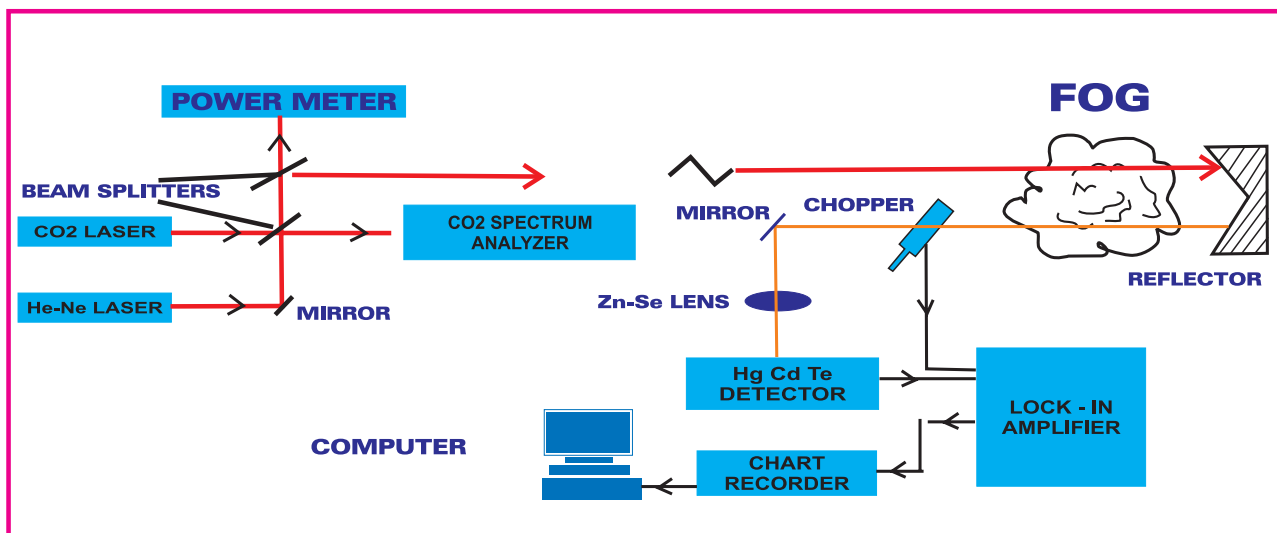 POWER METER
FOG
BEAM SPLITTERS
CO2 LASER
CO2 SPECTRUM
ANALYZER
MIRROR
CHOPPER
REFLECTOR
He-Ne LASER
MIRROR
Zn-Se LENS
Hg Cd Te
DETECTOR
LOCK - IN
AMPLIFIER
COMPUTER
CHART
RECORDER